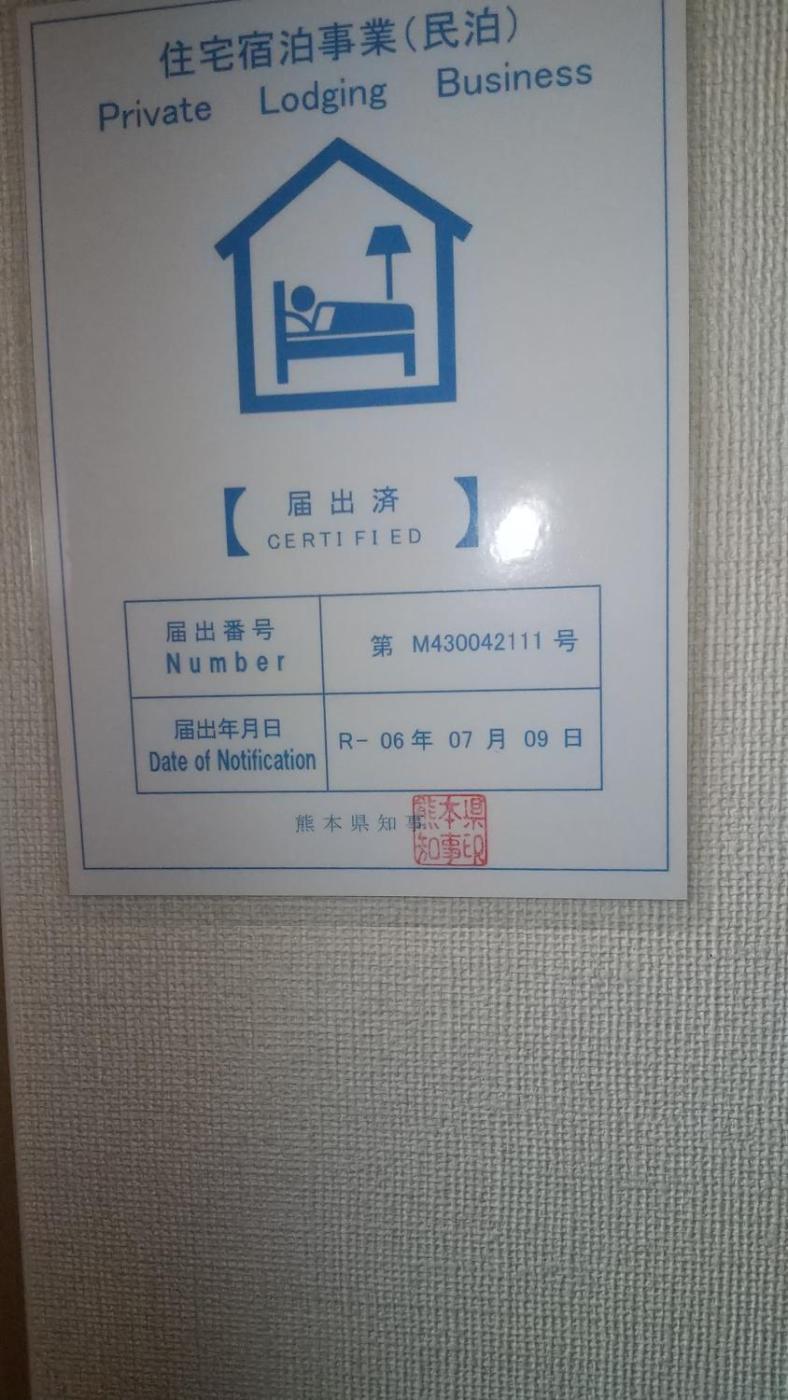 住宅宿泊事業(民泊)
Private Lodging Business
【届出済】
CERTIFIED
届出番号
Number
第 M430042111 号
届出年月日
Date of Notification
R- 06年 07 月 09 日
熊本県知事
熊本県
知事印